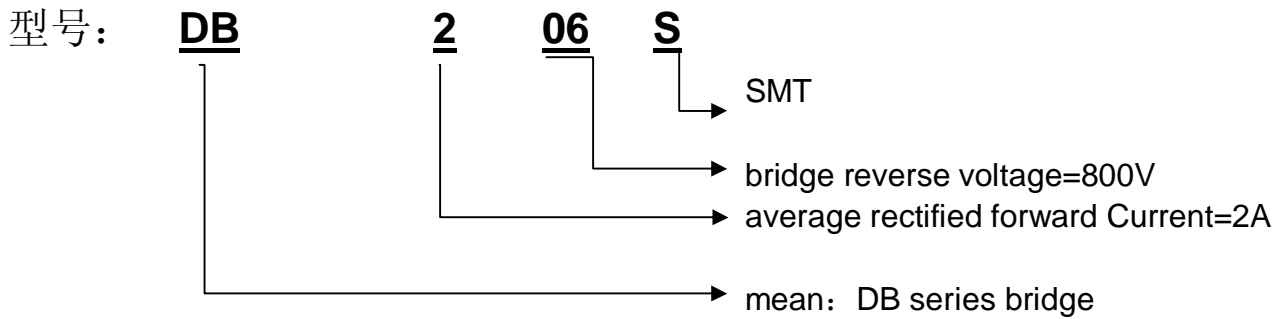 型号： DB 2 06 S
SMT
bridge reverse voltage=800V
average rectified forward Current=2A
mean：DB series bridge